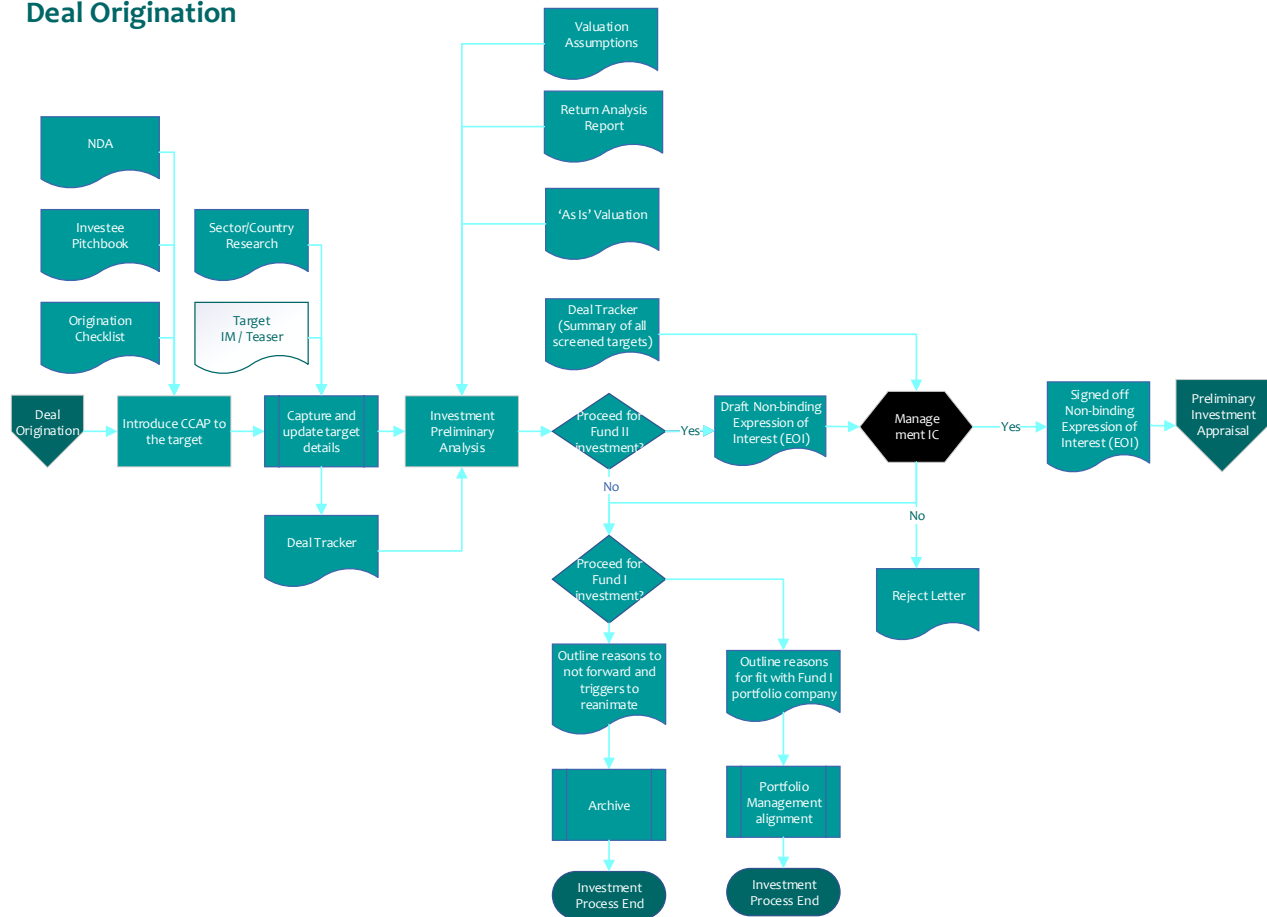 Deal Origination
Valuation
Assumptions
Return Analysis
Report
NDA
Investee
Pitchbook
Sector/Country
Research
'As Is' Valuation
Origination
Checklist
Target
IM / Teaser
Deal Tracker
(Summary of all
screened targets)
Deal
Origination
Introduce CCAP to
the target
Capture and
update target
details
Investment
Preliminary
Analysis
Proceed for
Fund II
investment?
Yes
Draft Non-binding
Expression of
Interest (EOI)
Manage
ment IC
Yes
Signed off
Non-binding
Expression of
Interest (EOI)
Preliminary
Investment
Appraisal
No
No
Deal Tracker
Proceed for
Fund I
investment?
Reject Letter
Outline reasons to
not forward and
triggers to
reanimate
Outline reasons
for fit with Fund I
portfolio company
Archive
Portfolio
Management
alignment
Investment
Process End
Investment
Process End